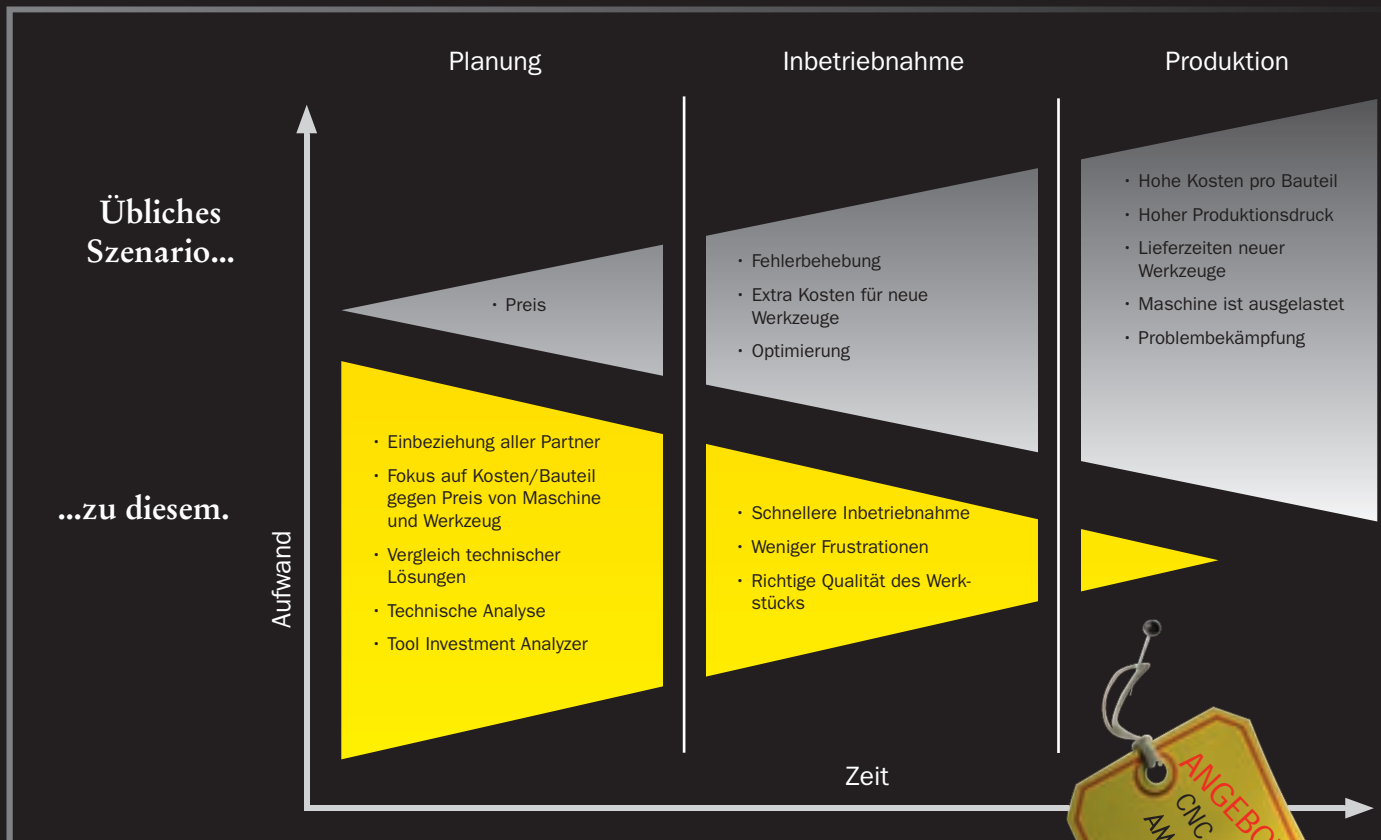 Planung
Inbetriebnahme
Produktion
Übliches
Szenario...
· Preis
· Fehlerbehebung
· Extra Kosten für neue
Werkzeuge
· Optimierung
· Hohe Kosten pro Bauteil
· Hoher Produktionsdruck
· Lieferzeiten neuer
Werkzeuge
· Maschine ist ausgelastet
· Problembekämpfung
...zu diesem.
· Einbeziehung aller Partner
· Fokus auf Kosten/Bauteil
gegen Preis von Maschine
und Werkzeug
· Vergleich technischer
Lösungen
· Technische Analyse
· Tool Investment Analyzer
· Schnellere Inbetriebnahme
· Weniger Frustrationen
· Richtige Qualität des Werk-
stücks
Aufwand
Zeit
CNC